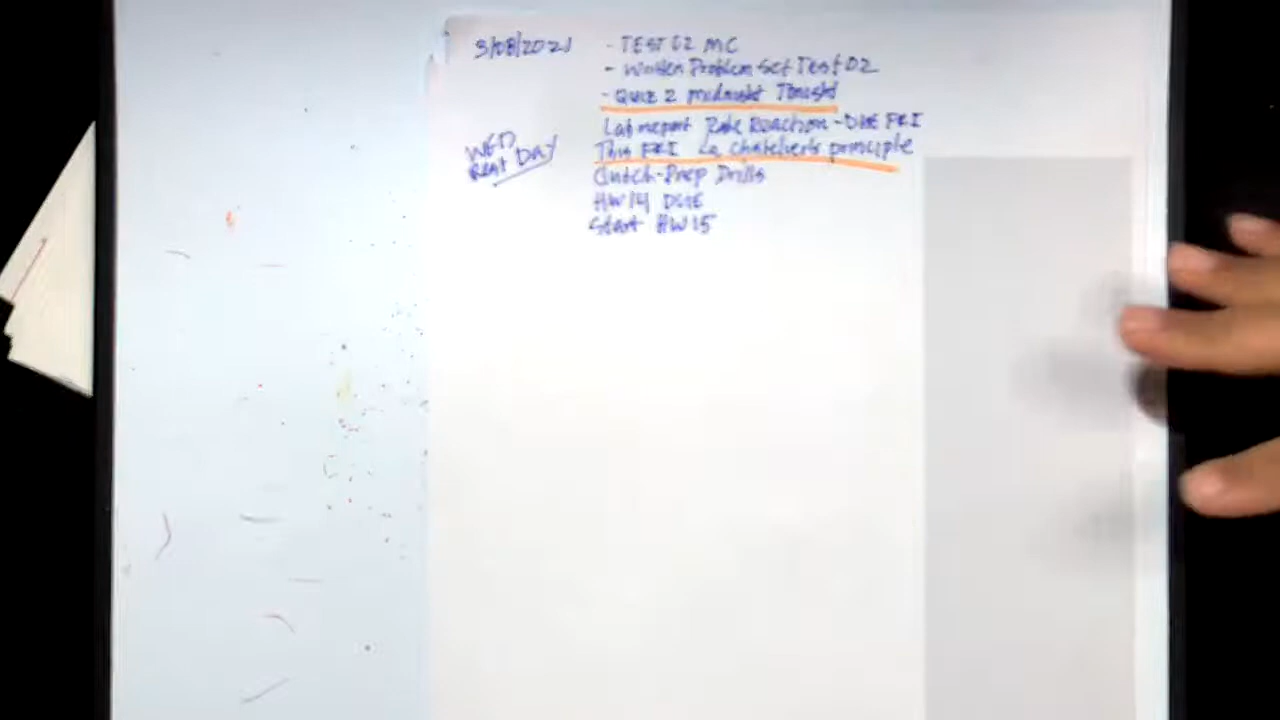 3/08/2021
- TEST 02 MC
- Written Problem Set Test 02
- Quiz 2 midnight Tonight
Lab report Rate Reaction - DUE FRI
This FRI Le Chatelier's principle
WED
Rest DAY
Clutch-Prep Drills
HW 14 DUE
Start HW 15